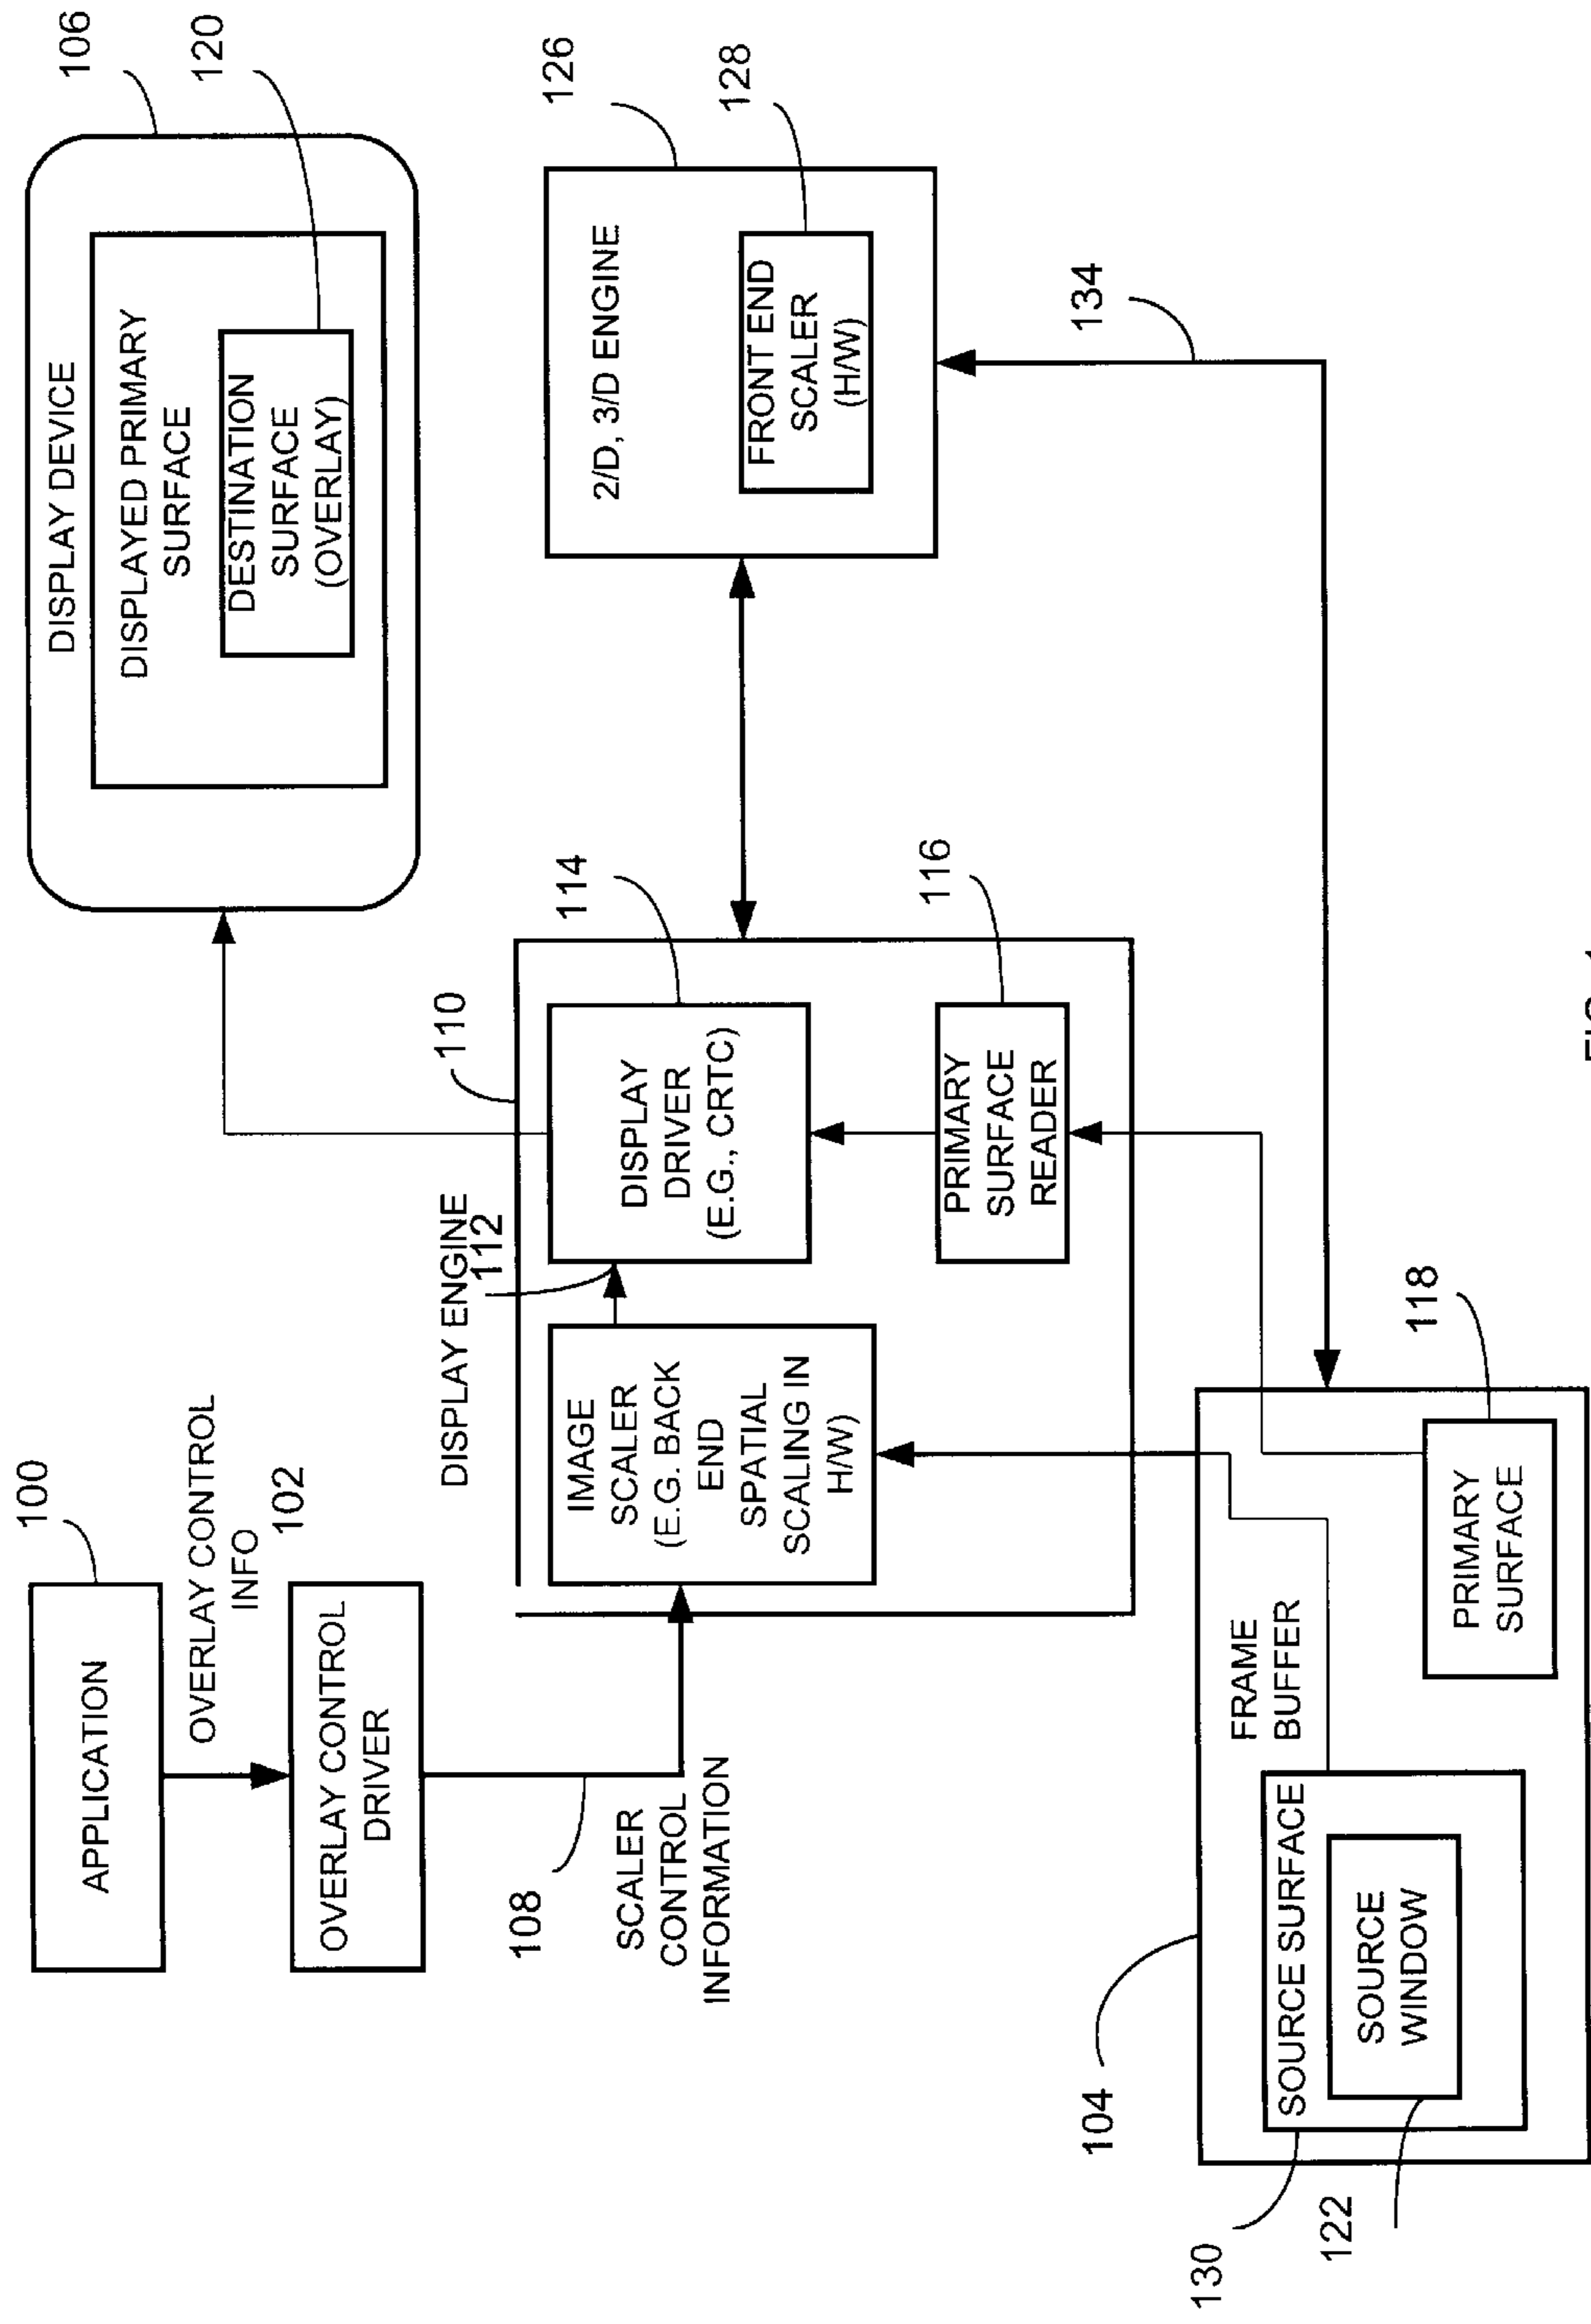 100
APPLICATION
OVERLAY CONTROL
INFO
102
OVERLAY CONTROL
DRIVER
108
SCALER
CONTROL
INFORMATION
106
120
DISPLAY DEVICE
DISPLAYED PRIMARY
SURFACE
DESTINATION
SURFACE
(OVERLAY)
DISPLAY ENGINE
112
110
114
IMAGE
SCALER
(E.G. BACK
END
SPATIAL
SCALING IN
H/W)
DISPLAY
DRIVER
(E.G., CRTC)
116
PRIMARY
SURFACE
READER
126
128
2/D, 3/D ENGINE
FRONT END
SCALER
(H/W)
134
104
130
122
FRAME
BUFFER
SOURCE SURFACE
SOURCE
WINDOW
118
PRIMARY
SURFACE